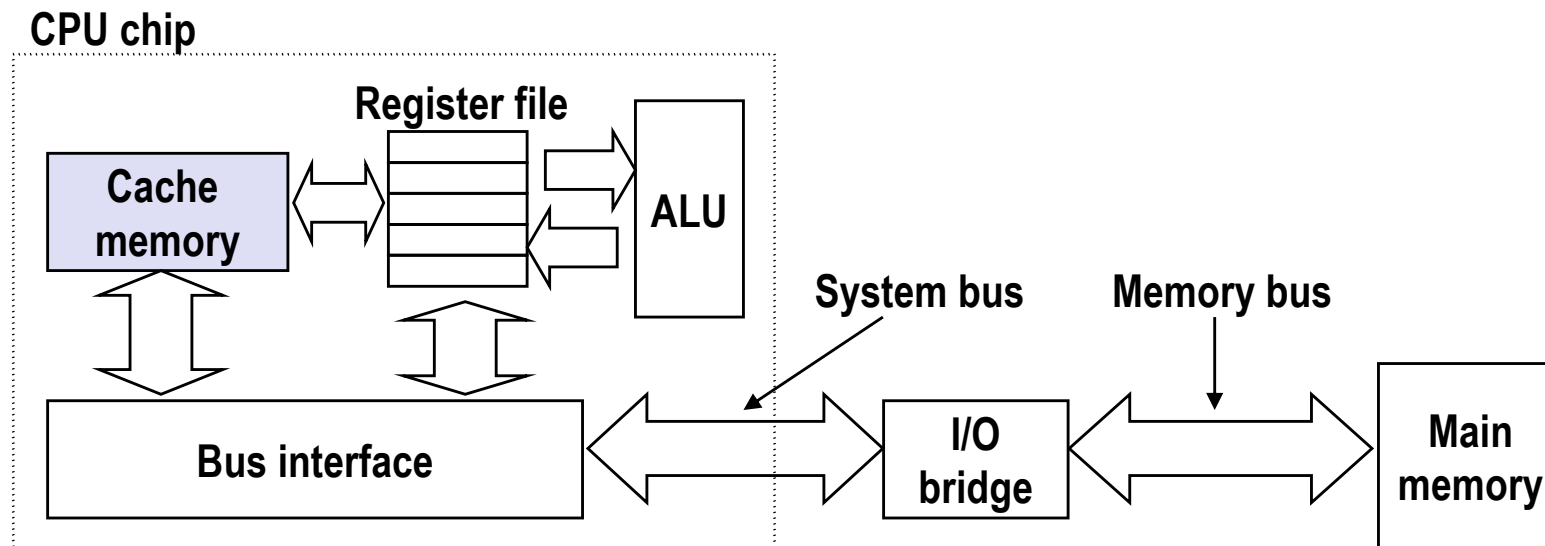 CPU chip
Register file
Cache
memory
ALU
System bus
Memory bus
Bus interface
I/O
bridge
Main
memory